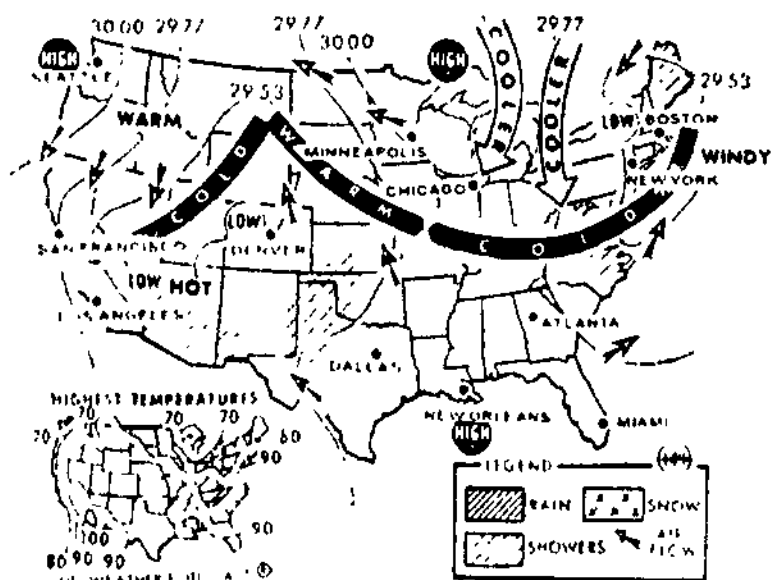 30.00 29.77
29.77
30.00
29.77
HIGH
SEATTLE
HIGH
COOLER
COOLER
29.53
29.53
WARM
LOW
BOSTON
MINNEAPOLIS
WINDY
COLD
WARM
CHICAGO
NEW YORK
COLD
LOW
SAN FRANCISCO
DENVER
LOW HOT
LOS ANGELES
ATLANTA
DALLAS
HIGHEST TEMPERATURES
NEW ORLEANS
MIAMI
HIGH
70 70 70 70
60
90
LEGEND
RAIN
SNOW
100
90
SHOWERS
AIR
FLOW
80 90 90